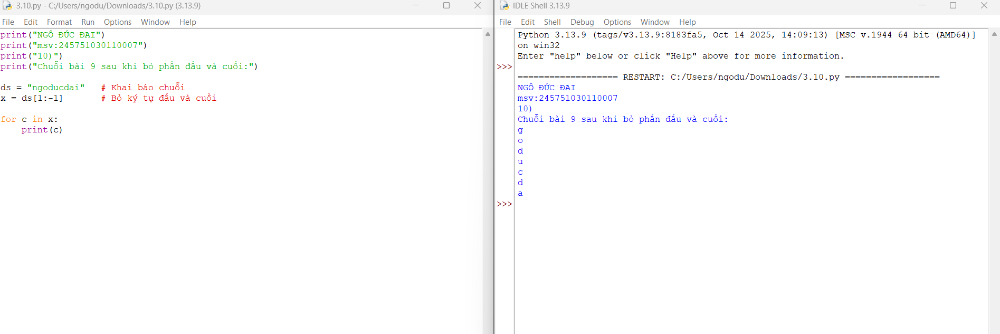 3.10.py - C:/Users/ngodu/Downloads/3.10.py (3.13.9)
File Edit Format Run Options Window Help
print("NGÔ ĐỨC ĐAI")
print("msv:245751030110007")
print("10)")
print("Chuỗi bài 9 sau khi bỏ phần đầu và cuối:")
ds = "ngoducdai"   # Khai báo chuỗi
x = ds[1:-1]       # Bỏ ký tự đầu và cuối
for c in x:
    print(c)
IDLE Shell 3.13.9
File Edit Shell Debug Options Window Help
Python 3.13.9 (tags/v3.13.9:8183fa5, Oct 14 2025, 14:09:13) [MSC v.1944 64 bit (AMD64)]
on win32
Enter "help" below or click "Help" above for more information.
>>>
=================== RESTART: C:/Users/ngodu/Downloads/3.10.py ==================
NGÔ ĐỨC ĐAI
msv:245751030110007
10)
Chuỗi bài 9 sau khi bỏ phần đầu và cuối:
g
o
d
u
c
d
a
>>>